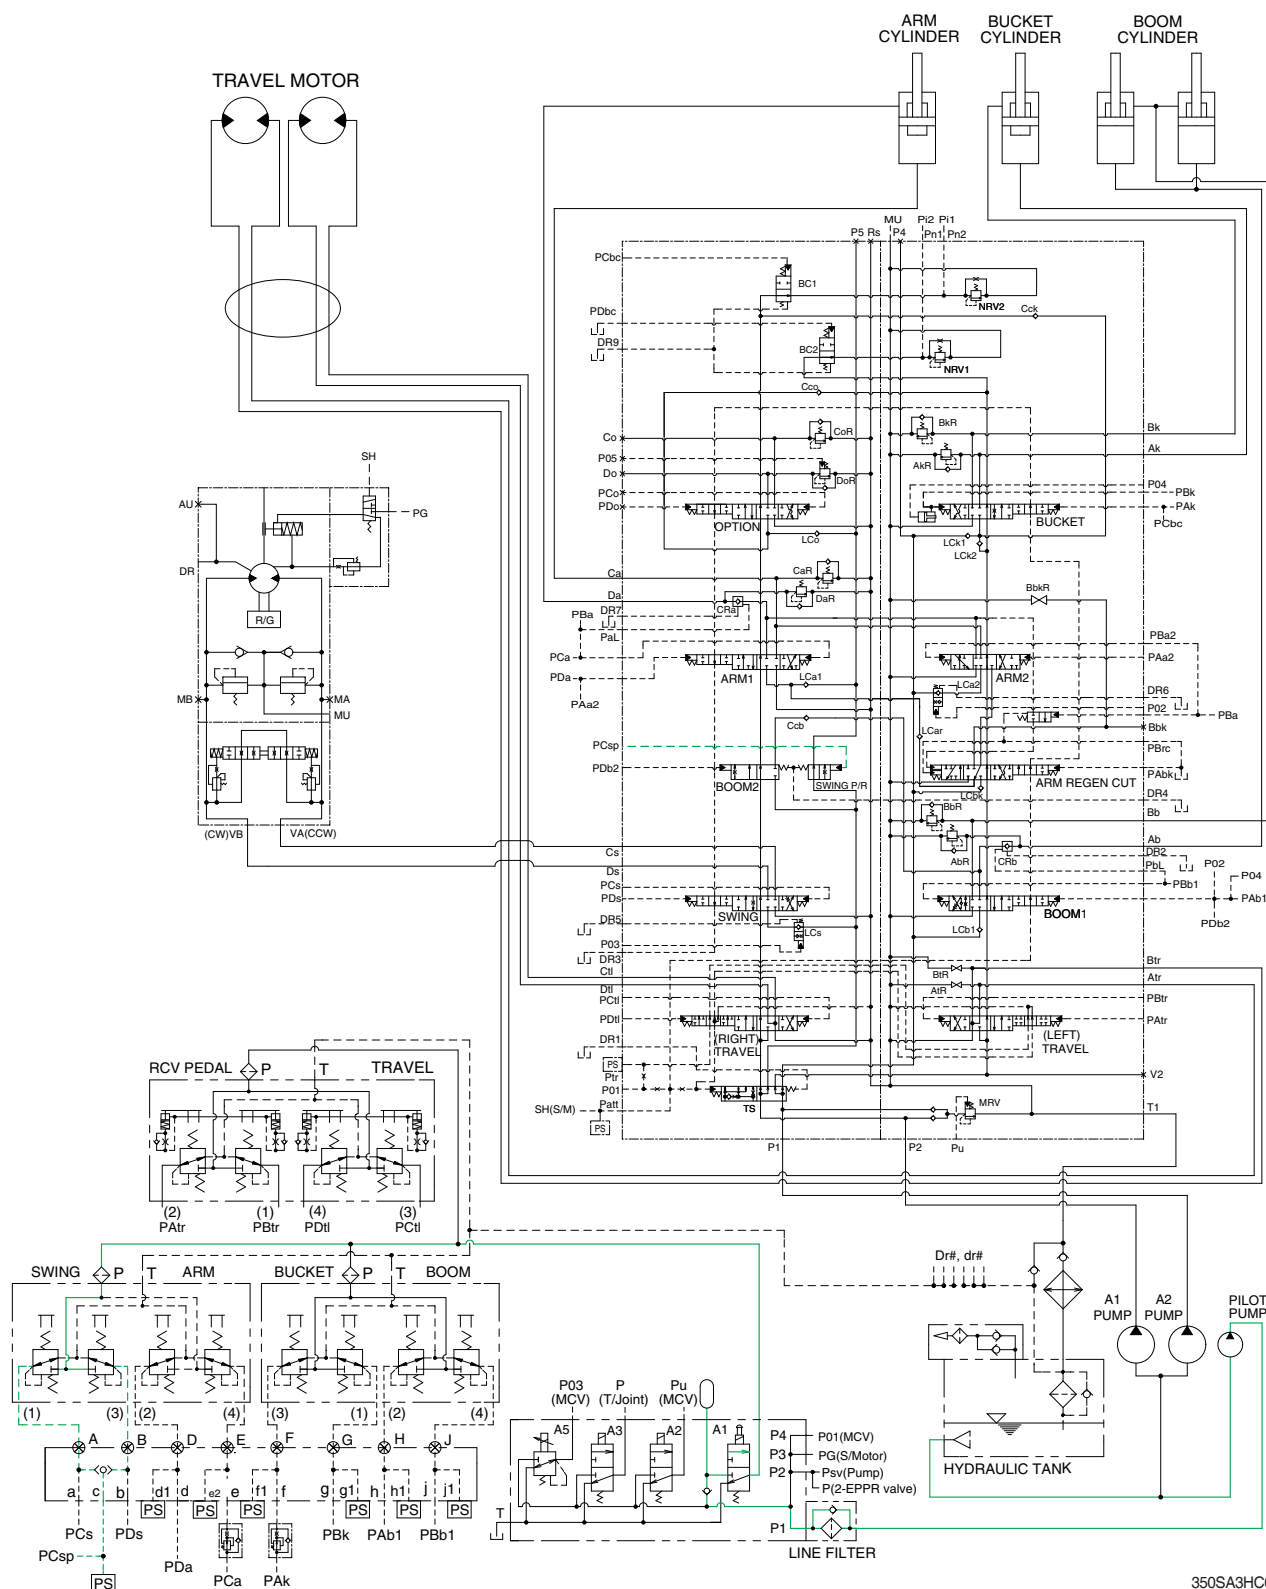 ARM
CYLINDER
BUCKET
CYLINDER
BOOM
CYLINDER
TRAVEL MOTOR
P5 Rs
MU
P4
Pi2 Pi1
Pn1 Pn2
PCbc
BC1
NRV2
Cck
PDbc
DR9
BC2
NRV1
Cco
Co
CoR
BkR
Bk
Ak
P05
Do
DoR
AkR
P04
PCo
PDo
PBk
PAk
PCbc
OPTION
BUCKET
LCo
LCk1
LCk2
SH
AU
PG
DR
R/G
MB
MA
MU
(CW)VB
VA(CCW)
Ca
CaR
Da
DaR
BbkR
PBa
DR7
CRa
PaL
PBa2
PCa
PAa2
PDa
ARM1
ARM2
PAa2
LCa1
LCa2
DR6
P02
PBa
Ccb
LCar
Bbk
PCsp
PBrc
PDb2
PAbk
BOOM2
SWING P/R
ARM REGEN CUT
LCbk
DR4
BbR
Bb
Ab
AbR
CRb
DR2
Cs
Ds
PbL
P02
P04
PCs
PBb1
PDs
PAb1
SWING
BOOM1
PDb2
DR5
LCs
LCb1
P03
DR3
Ctl
BtR
Btr
Dtl
AtR
Atr
PCtl
PBtr
PDtl
PAtr
(RIGHT)
TRAVEL
(LEFT)
TRAVEL
DR1
PS
Ptr
V2
P01
Patt
TS
MRV
T1
SH(S/M)
PS
P1
P2
Pu
RCV PEDAL
P
T
TRAVEL
(2)
PAtr
(1)
PBtr
(4)
PDtl
(3)
PCtl
SWING
P
T
ARM
BUCKET
P
T
BOOM
Dr#, dr#
A1
PUMP
A2
PUMP
PILOT
PUMP
(1)
(3)
(2)
(4)
(3)
(1)
(2)
(4)
A
B
D
E
F
G
H
J
a
c
b
d1
d
e2
e
f1
f
g
g1
h
h1
j
j1
PS
PS
PS
PS
PS
PS
PCs
PDs
PBk
PAb1
PBb1
PCsp
PDa
PCa
PAk
PS
P03
(MCV)
P
(T/Joint)
Pu
(MCV)
A5
A3
A2
A1
T
P4
P01(MCV)
P3
PG(S/Motor)
P2
Psv(Pump)
P(2-EPPR valve)
P1
LINE FILTER
HYDRAULIC TANK